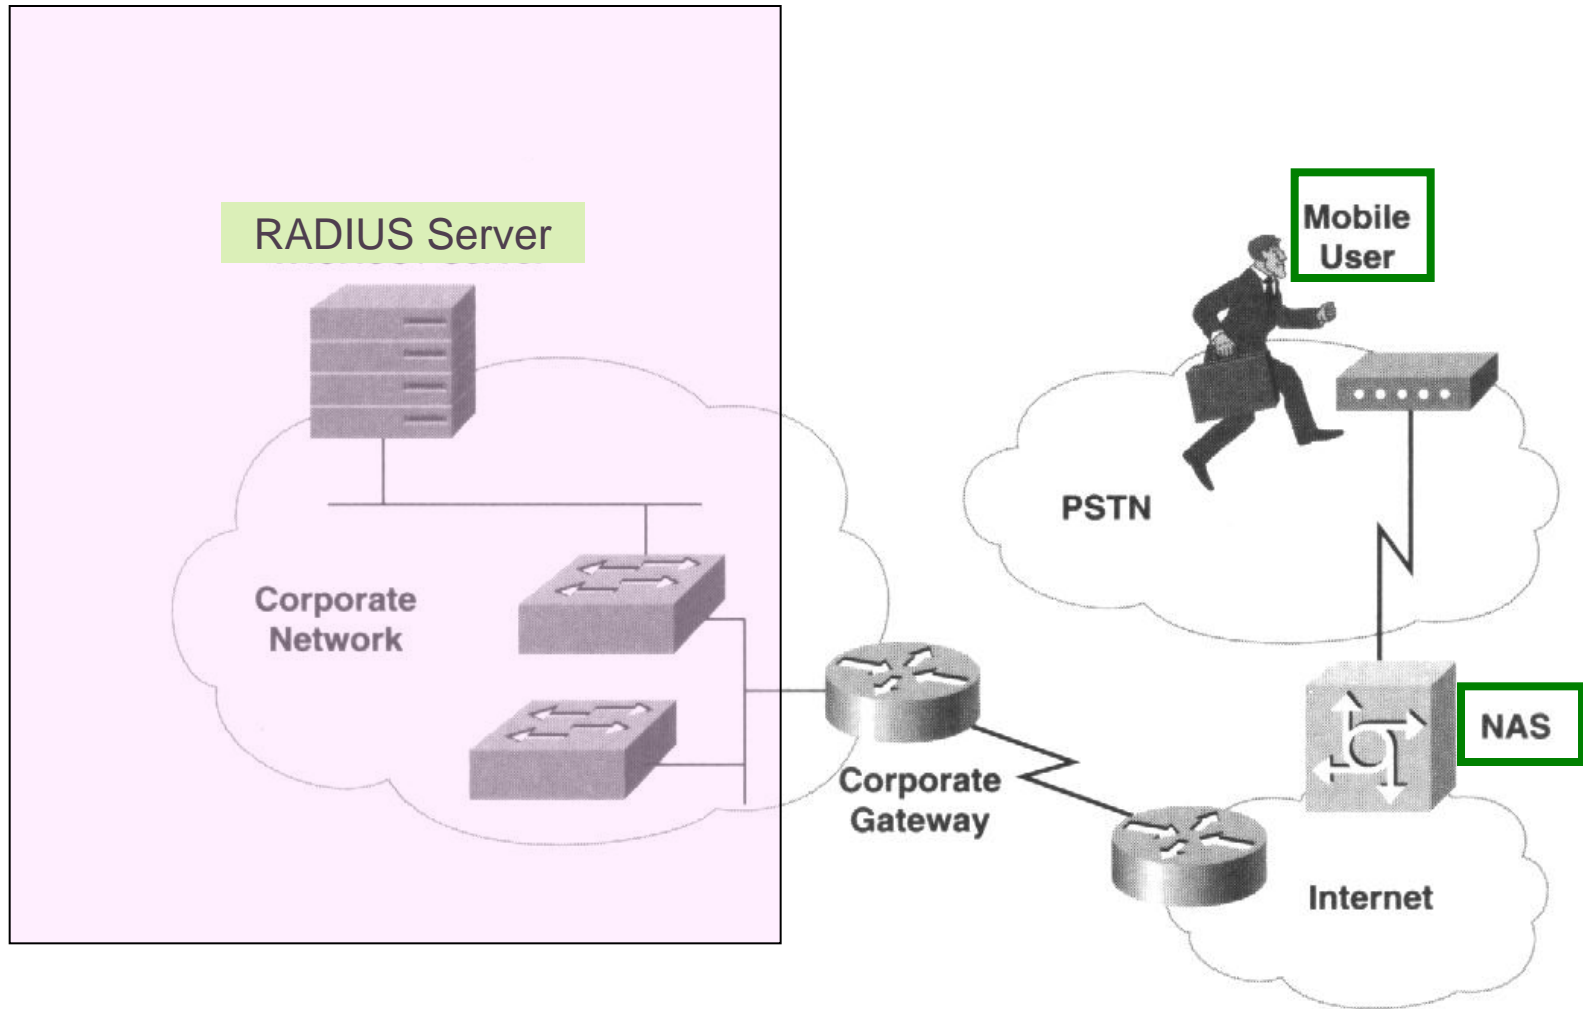 RADIUS Server
Mobile
User
PSTN
Corporate
Network
NAS
Corporate
Gateway
Internet